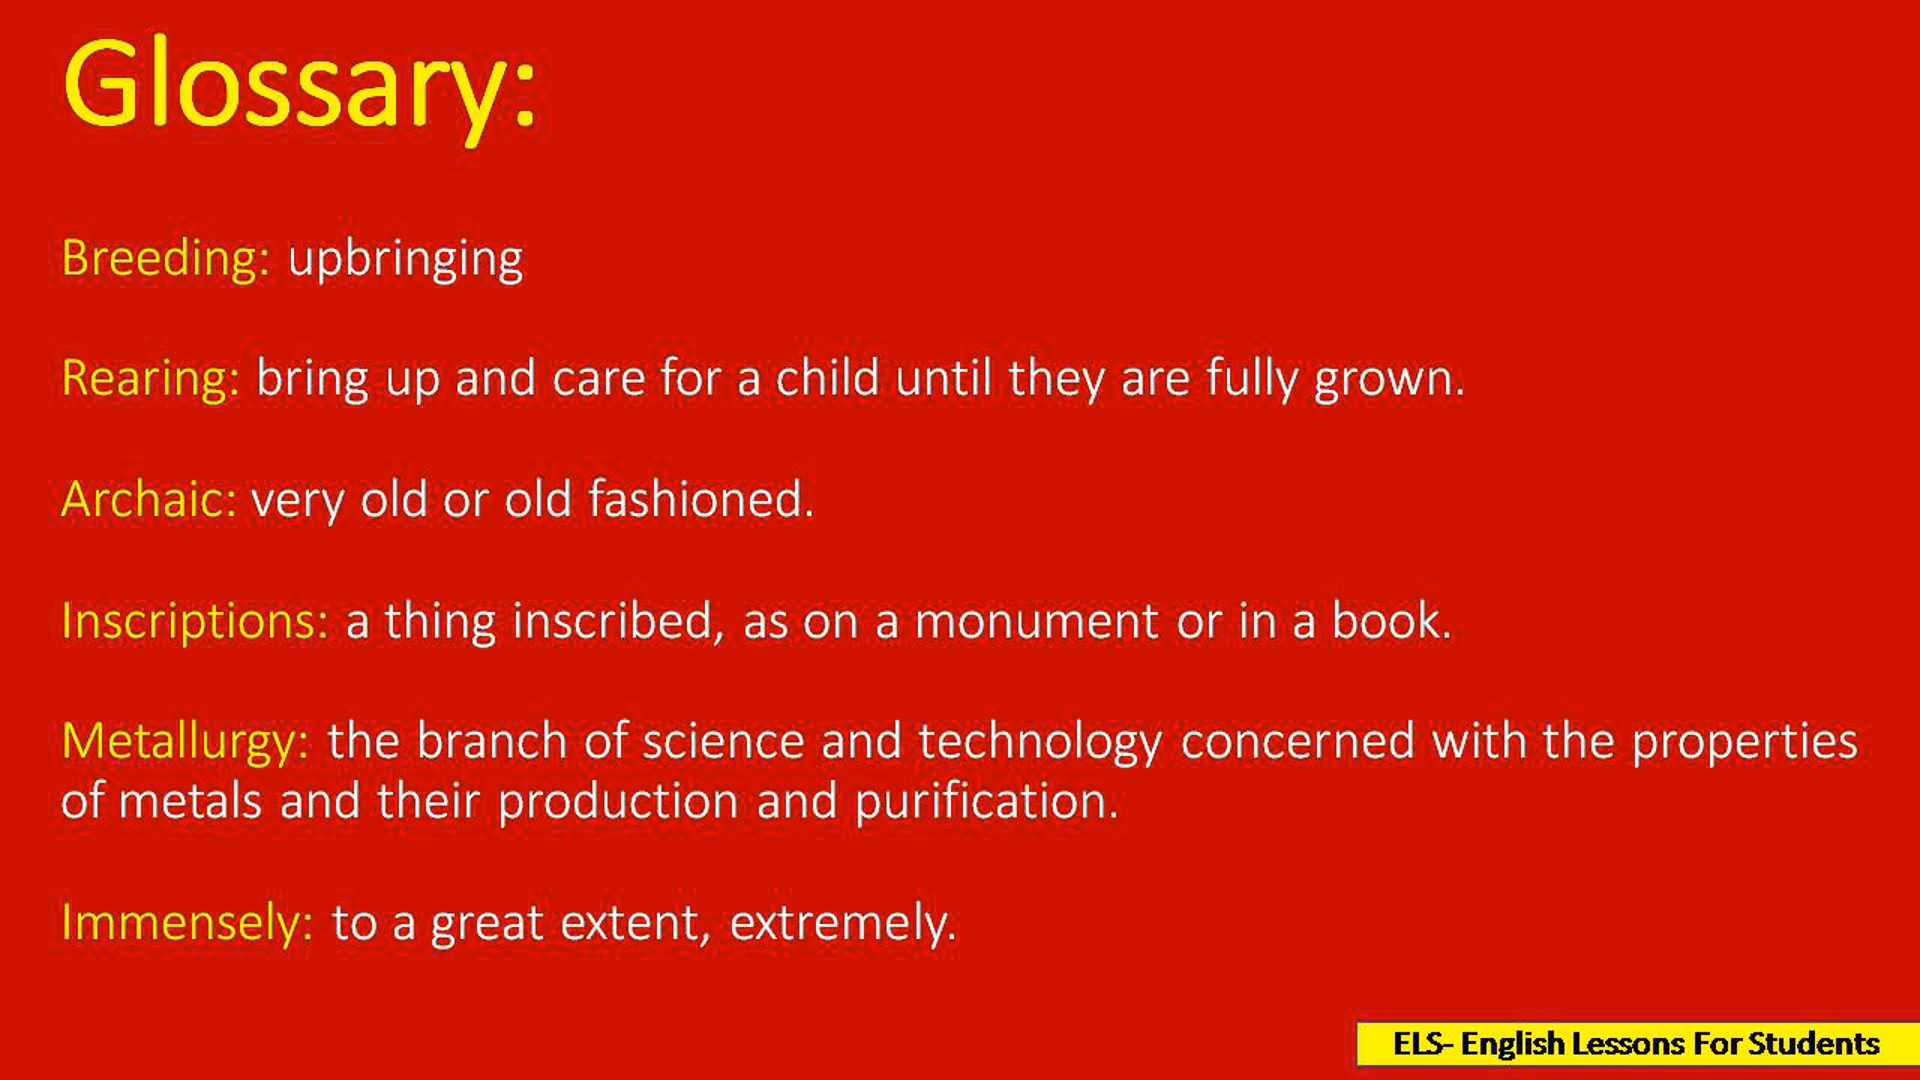 Glossary:
Breeding: upbringing
Rearing: bring up and care for a child until they are fully grown.
Archaic: very old or old fashioned.
Inscriptions: a thing inscribed, as on a monument or in a book.
Metallurgy: the branch of science and technology concerned with the properties
of metals and their production and purification.
Immensely: to a great extent, extremely.
ELS- English Lessons For Students